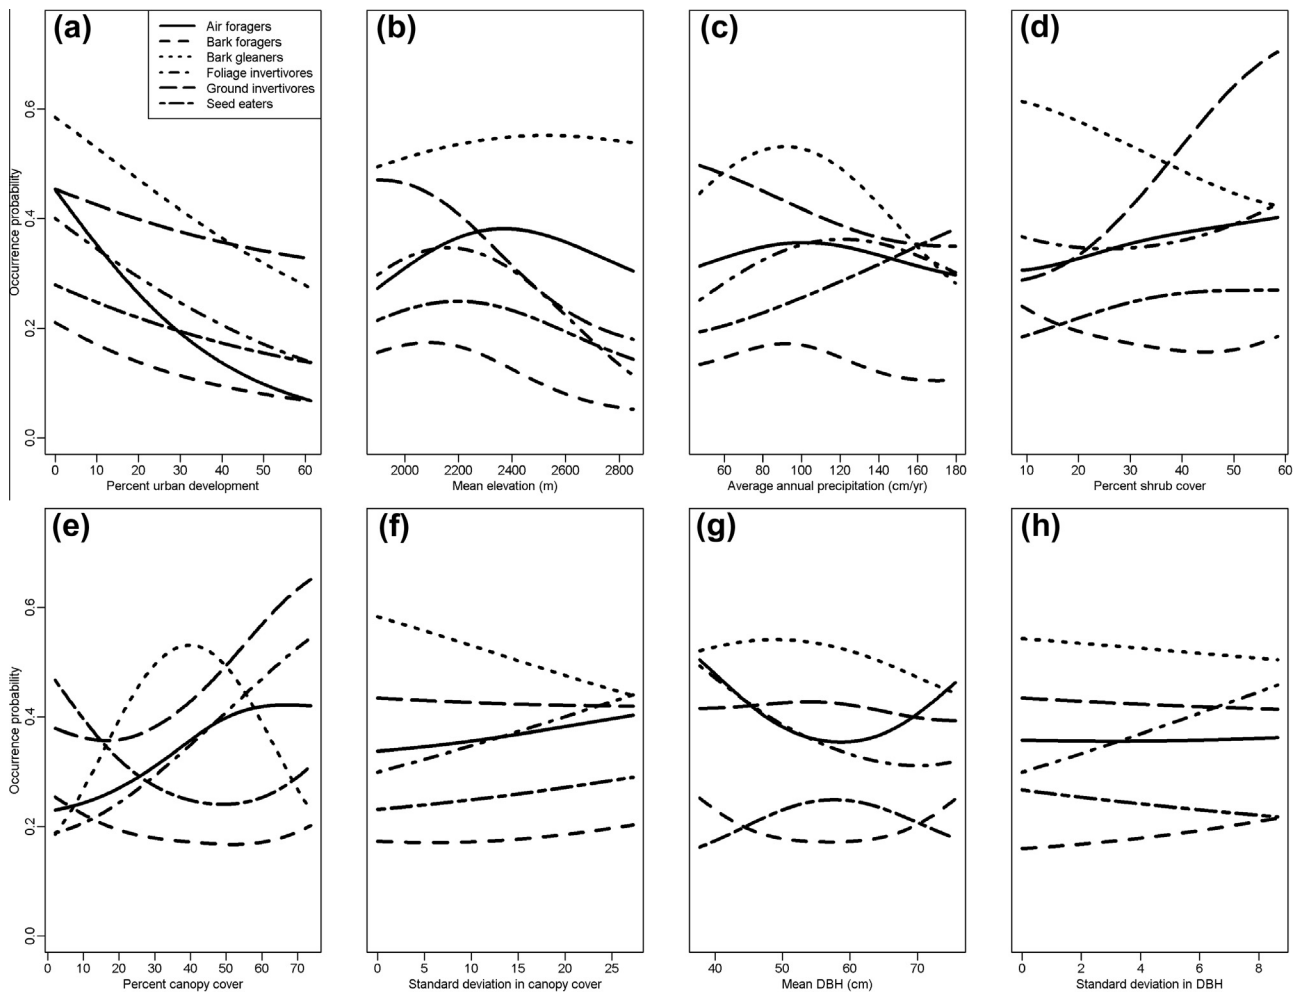 (a)
Air foragers
Bark foragers
Bark gleaners
Foliage invertivores
Ground invertivores
Seed eaters
(b)
(c)
(d)
Occurrence probability
0.0 0.2 0.4 0.6
0 10 20 30 40 50 60
Percent urban development
2000 2200 2400 2600 2800
Mean elevation (m)
60 80 100 120 140 160 180
Average annual precipitation (cm/yr)
10 20 30 40 50 60
Percent shrub cover
(e)
(f)
(g)
(h)
Occurrence probability
0.0 0.2 0.4 0.6
0 10 20 30 40 50 60 70
Percent canopy cover
0 5 10 15 20 25
Standard deviation in canopy cover
40 50 60 70
Mean DBH (cm)
0 2 4 6 8
Standard deviation in DBH